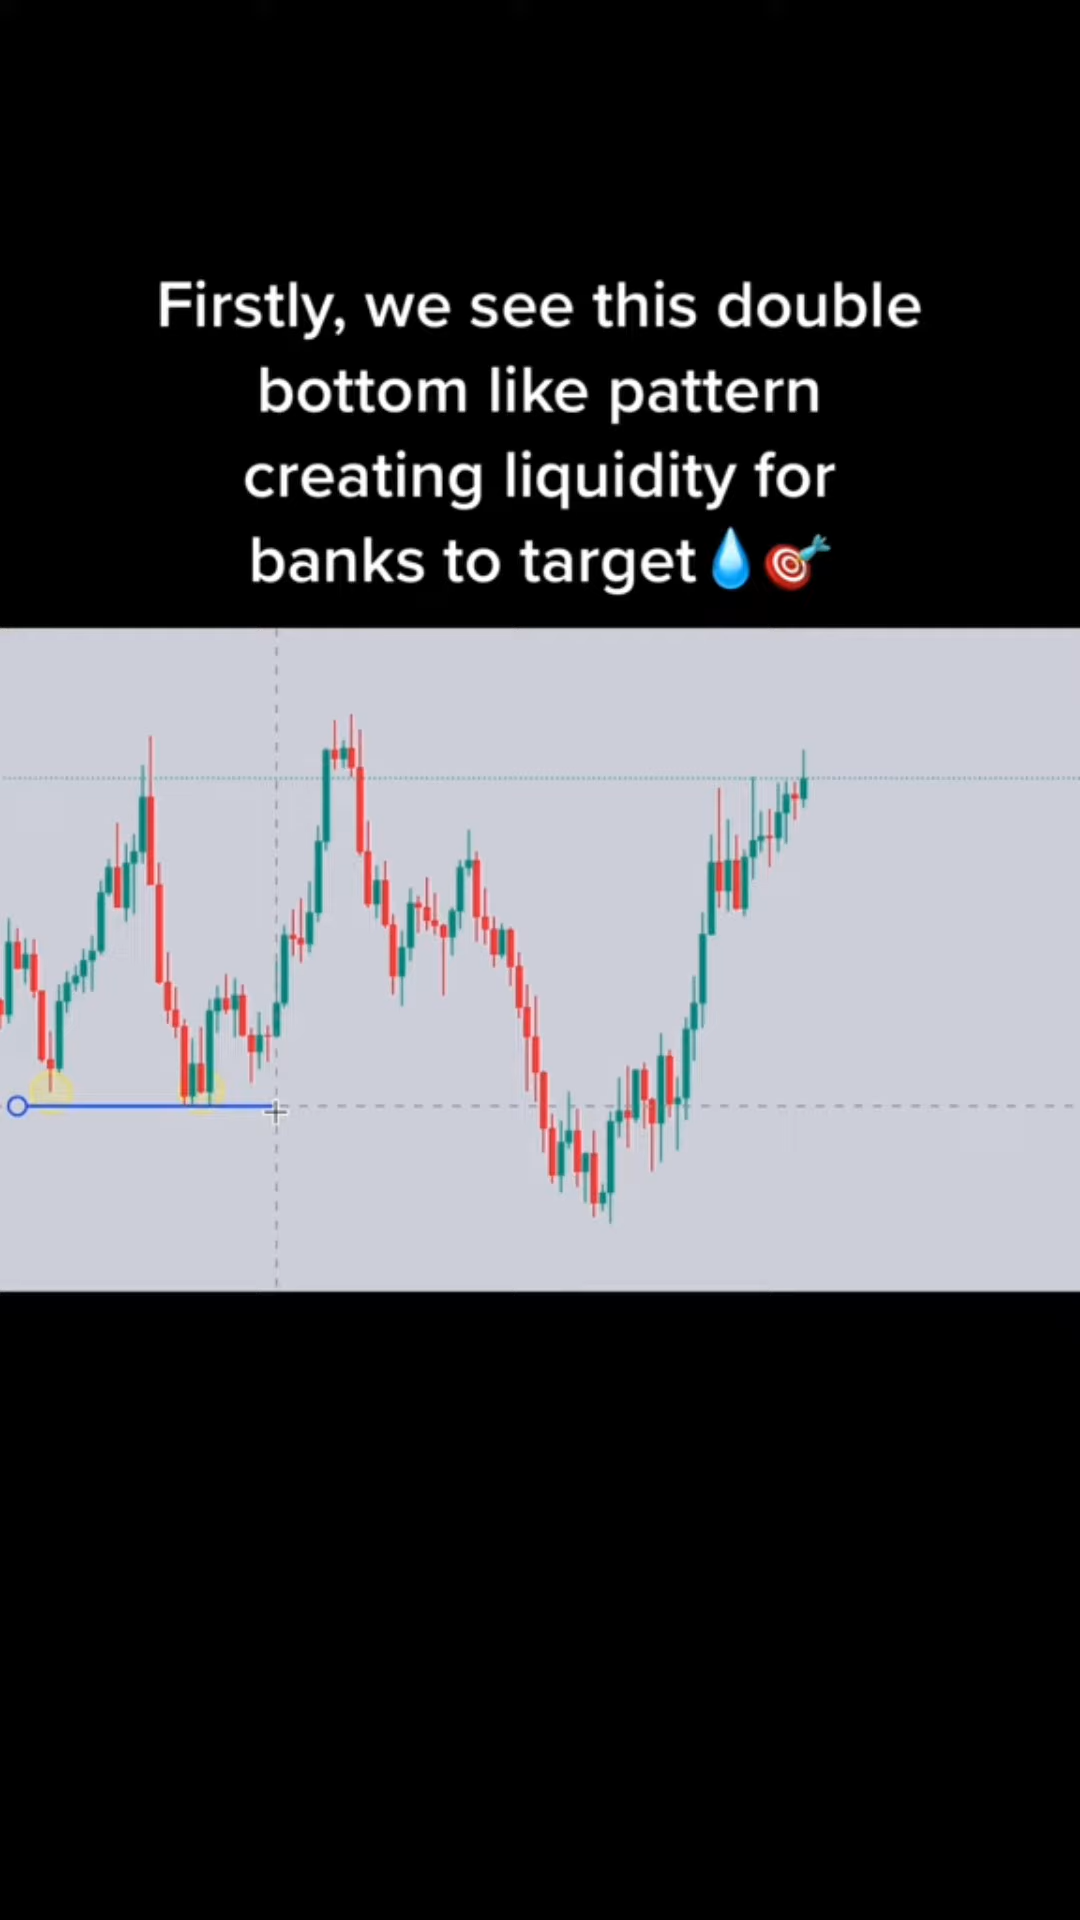 Firstly, we see this double
bottom like pattern
creating liquidity for
banks to target💧🎯